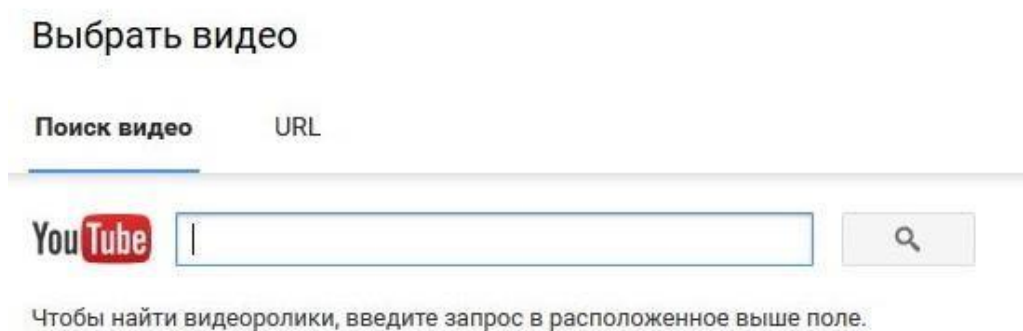 Выбрать видео
Поиск видео URL
YouTube
Чтобы найти видеоролики, введите запрос в расположенное выше поле.